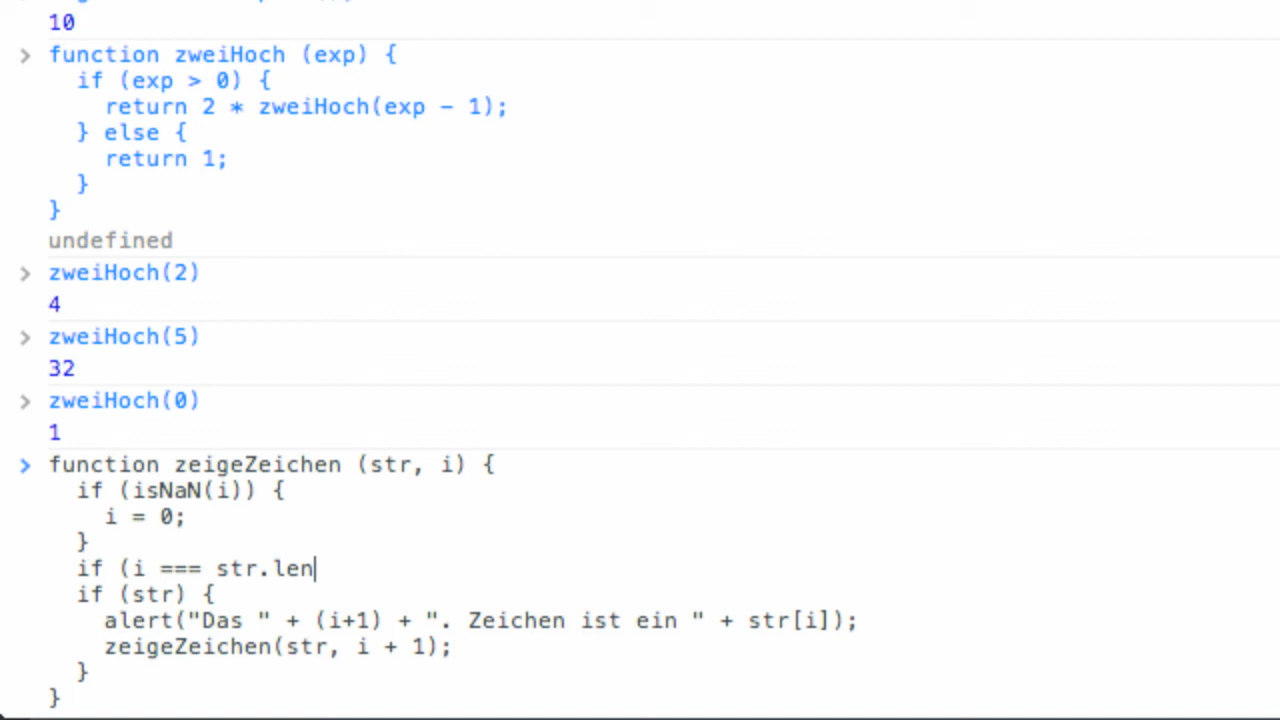 10
> function zweiHoch (exp) {
if (exp > 0) {
return 2 * zweiHoch(exp - 1);
} else {
return 1;
}
}
undefined
> zweiHoch(2)
4
> zweiHoch(5)
32
> zweiHoch(0)
1
> function zeigeZeichen (str, i) {
if (isNaN(i)) {
i = 0;
}
if (i === str.len
if (str) {
alert("Das " + (i+1) + ". Zeichen ist ein " + str[i]);
zeigeZeichen(str, i + 1);
}
}